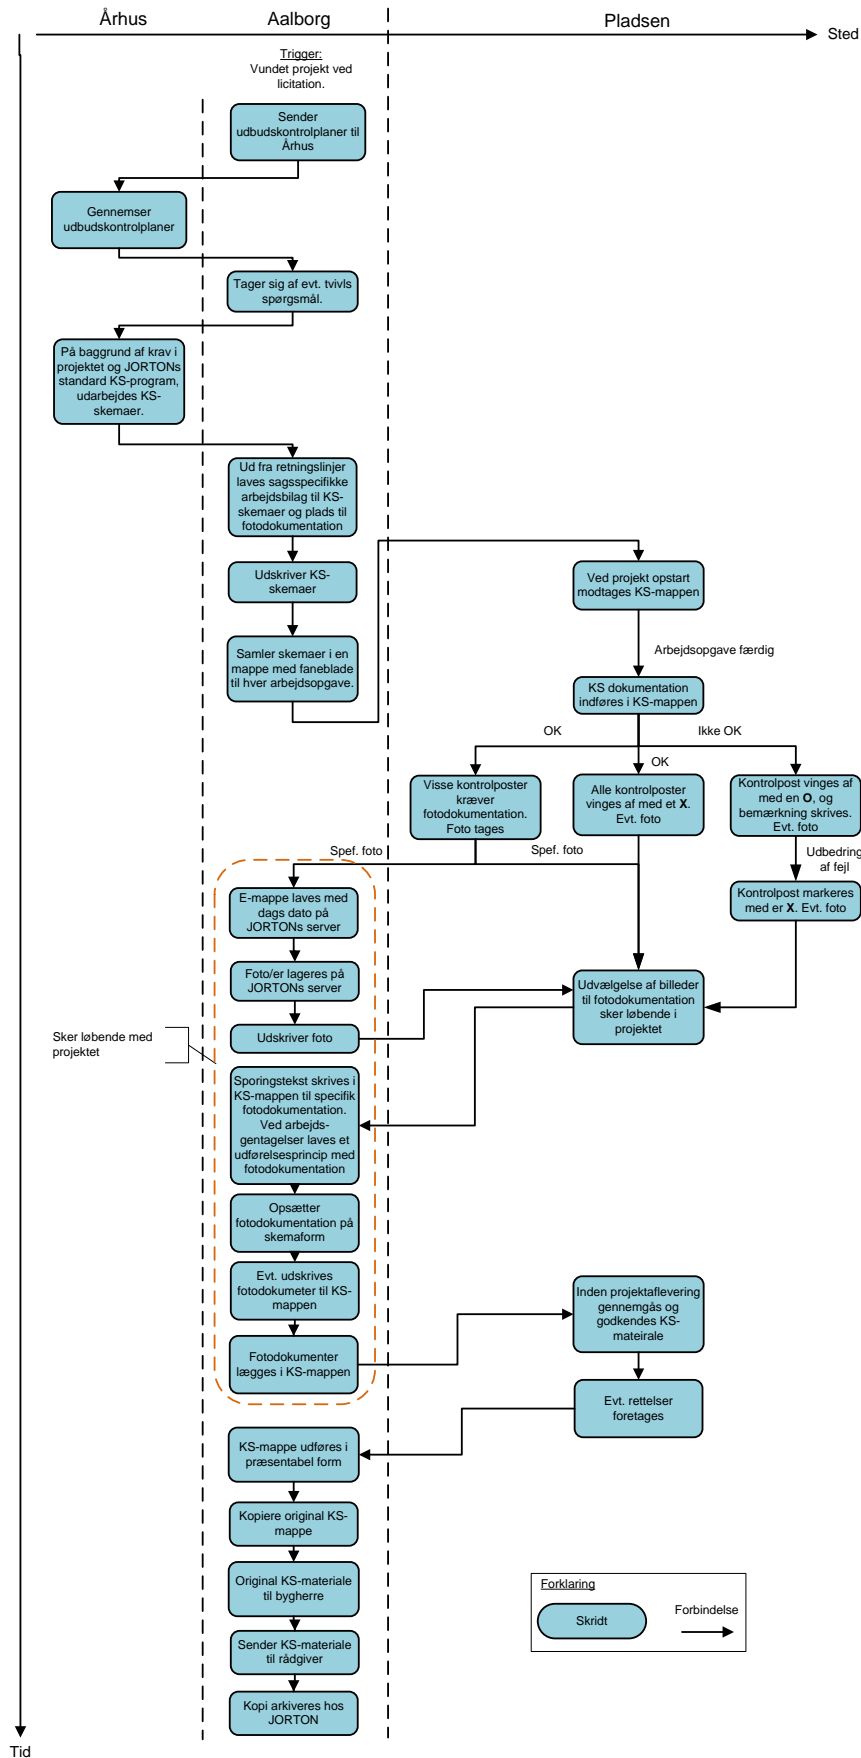 Århus
Aalborg
Pladsen
Sted
Trigger:
Vundet projekt ved
licitation.
Sender
udbudskontrolplaner til
Århus
Gennemser
udbudskontrolplaner
Tager sig af evt. tvivls
spørgsmål.
På baggrund af krav i
projektet og JORTONs
standard KS-program,
udarbejdes KS-
skemaer.
Ud fra retningslinjer
laves sagsspecifikke
arbejdsbilag til KS-
skemaer og plads til
fotodokumentation
Udskriver KS-
skemaer
Samler skemaer i en
mappe med faneblade
til hver arbejdsopgave.
Ved projekt opstart
modtages KS-mappen
Arbejdsopgave færdig
KS dokumentation
indføres i KS-mappen
OK
Ikke OK
OK
Visse kontrolposter
kræver
fotodokumentation.
Foto tages
Alle kontrolposter
vinges af med et X.
Evt. foto
Kontrolpost vinges af
med en O, og
bemærkning skrives.
Evt. foto
Spef. foto
Spef. foto
Udbedring
af fejl
Kontrolpost markeres
med er X. Evt. foto
E-mappe laves med
dags dato på
JORTONs server
Foto/er lageres på
JORTONs server
Udskriver foto
Udvælgelse af billeder
til fotodokumentation
sker løbende i
projektet
Sker løbende med
projektet
Sporingstekst skrives i
KS-mappen til specifik
fotodokumentation.
Ved arbejds-
gentagelser laves et
udførelsesprincip med
fotodokumentation
Opsætter
fotodokumentation på
skemaform
Evt. udskrives
fotodokumeter til KS-
mappen
Fotodokumenter
lægges i KS-mappen
Inden projektaflevering
gennemgås og
godkendes KS-
mateirale
Evt. rettelser
foretages
KS-mappe udføres i
præsentabel form
Kopiere original KS-
mappe
Original KS-materiale
til bygherre
Sender KS-materiale
til rådgiver
Kopi arkiveres hos
JORTON
Forklaring
Skridt
Forbindelse
Tid